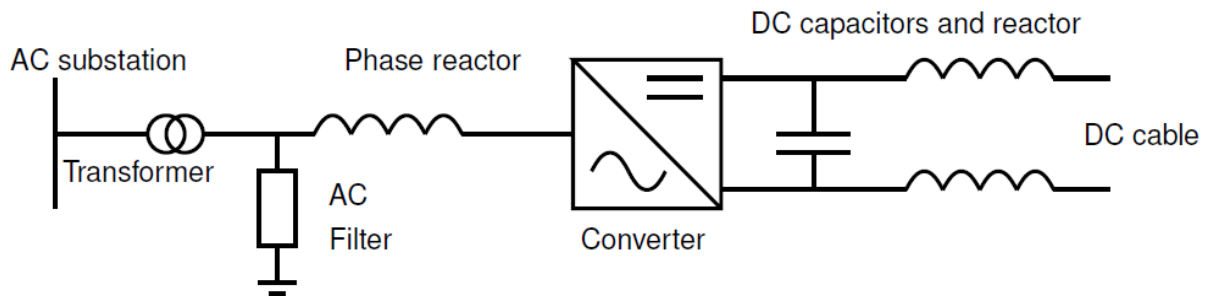 DC capacitors and reactor
AC substation
Phase reactor
DC cable
Transformer
AC
Filter
Converter